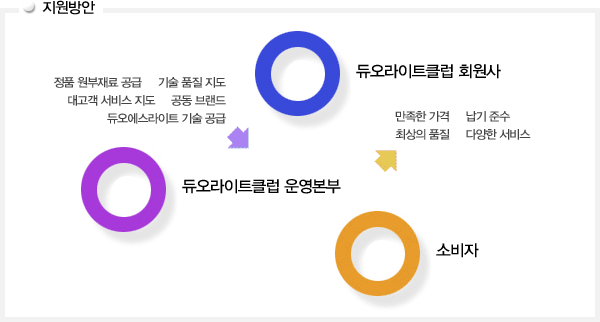 지원방안
듀오라이트클럽 회원사
정품 원부재료 공급 기술 품질 지도
대고객 서비스 지도 공동 브랜드
듀오에스라이트 기술 공급
만족한 가격 납기 준수
최상의 품질 다양한 서비스
듀오라이트클럽 운영본부
소비자